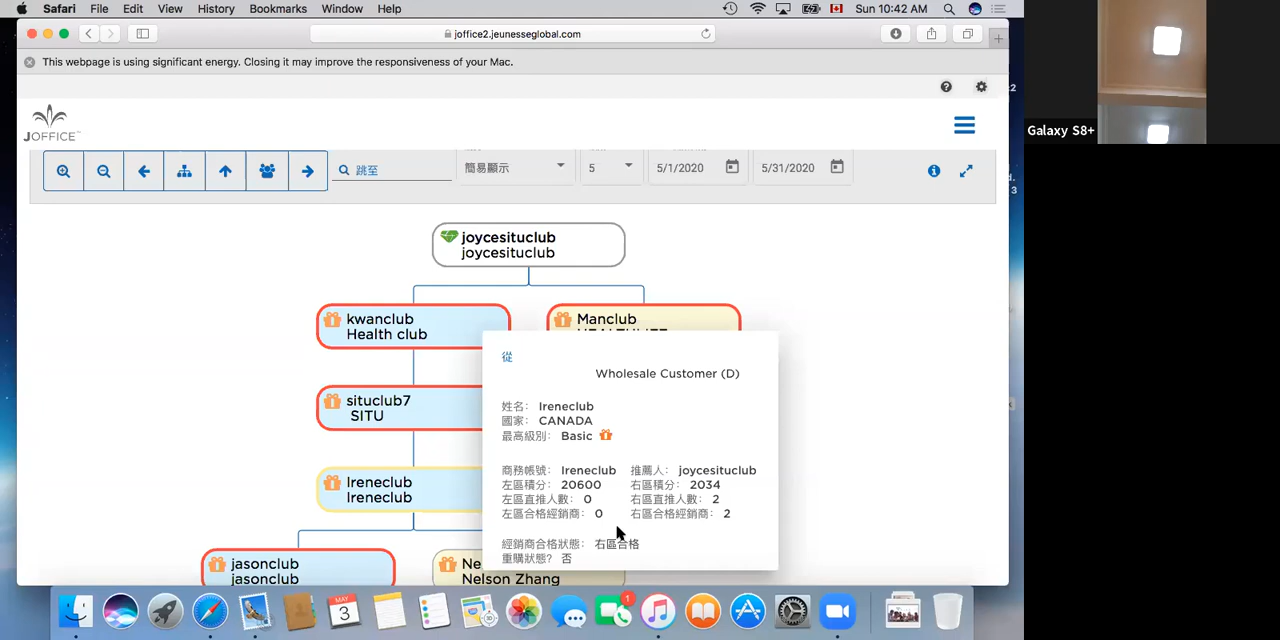 Safari File Edit View History Bookmarks Window Help Sun 10:42 AM
joffice2.jeunesseglobal.com
This webpage is using significant energy. Closing it may improve the responsiveness of your Mac.
JOFFICE™
跳至 簡易顯示 5 5/1/2020 5/31/2020
joycesituclub
joycesituclub
kwanclub
Health club
Manclub
situclub7
SITU
Ireneclub
Ireneclub
jasonclub
jasonclub
Ne
Nelson Zhang
從
Wholesale Customer (D)
姓名: Ireneclub
國家: CANADA
最高級別: Basic
商務帳號: Ireneclub 推薦人: joycesituclub
左區積分: 20600 右區積分: 2034
左區直推人數: 0 右區直推人數: 2
左區合格經銷商: 0 右區合格經銷商: 2
經銷商合格狀態: 右區合格
重購狀態? 否
Galaxy S8+
MAY
3
1